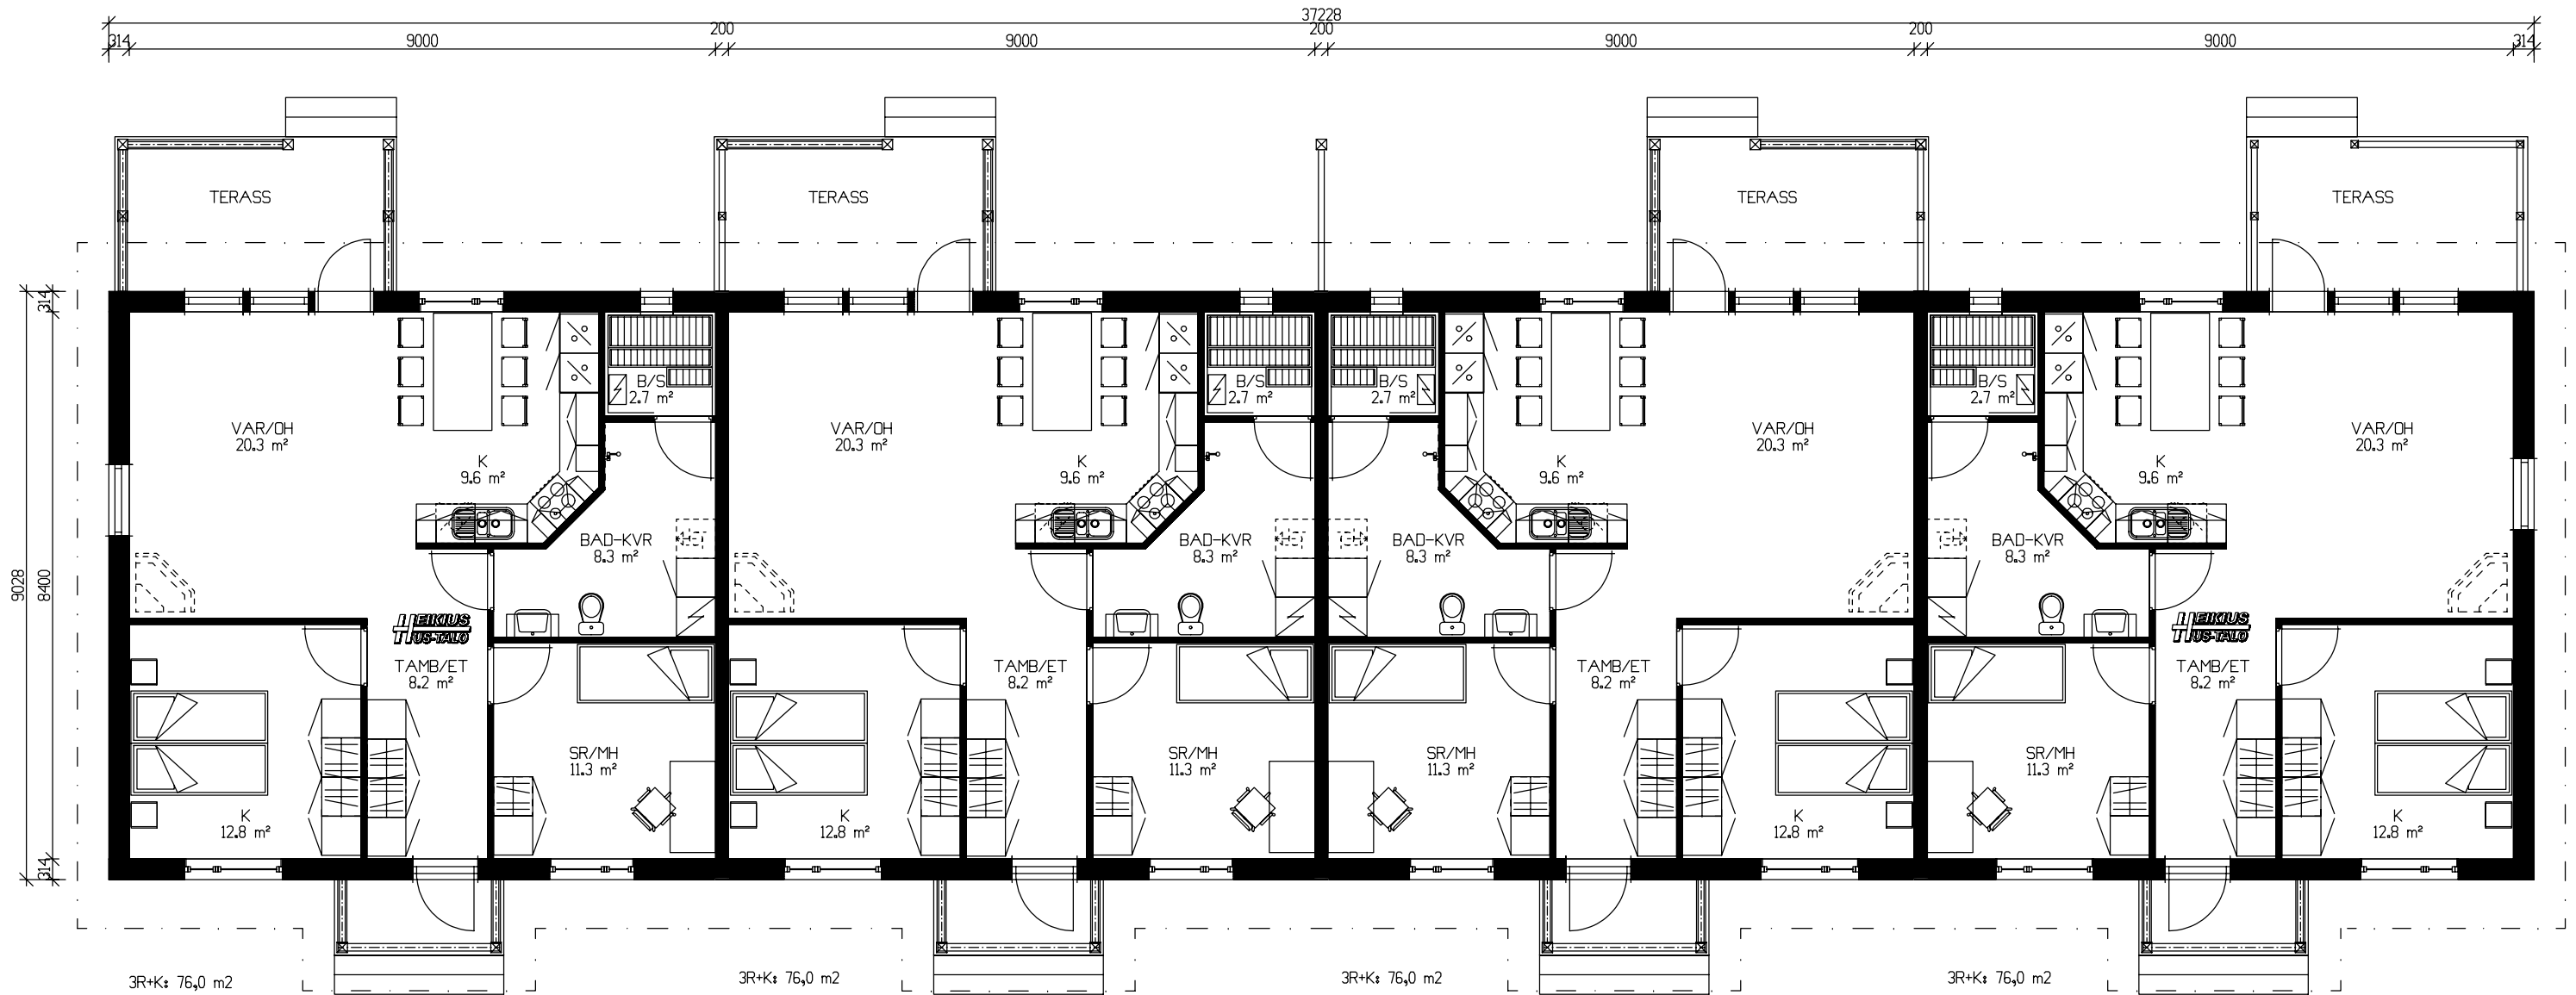 37228
200 200 200
314 9000 9000 9000 9000 314
TERASS TERASS TERASS TERASS
314
B/S B/S B/S B/S
2.7 m² 2.7 m² 2.7 m² 2.7 m²
VAR/OH VAR/OH VAR/OH VAR/OH
20.3 m² 20.3 m² 20.3 m² 20.3 m²
K K K K
9.6 m² 9.6 m² 9.6 m² 9.6 m²
BAD-KVR BAD-KVR BAD-KVR BAD-KVR
8.3 m² 8.3 m² 8.3 m² 8.3 m²
9028 8400
HEIKIUS HEIKIUS
HUS-TALO HUS-TALO
TAMB/ET TAMB/ET TAMB/ET TAMB/ET
8.2 m² 8.2 m² 8.2 m² 8.2 m²
SR/MH SR/MH SR/MH SR/MH
11.3 m² 11.3 m² 11.3 m² 11.3 m²
K K K K
12.8 m² 12.8 m² 12.8 m² 12.8 m²
314
3R+K: 76,0 m2 3R+K: 76,0 m2 3R+K: 76,0 m2 3R+K: 76,0 m2